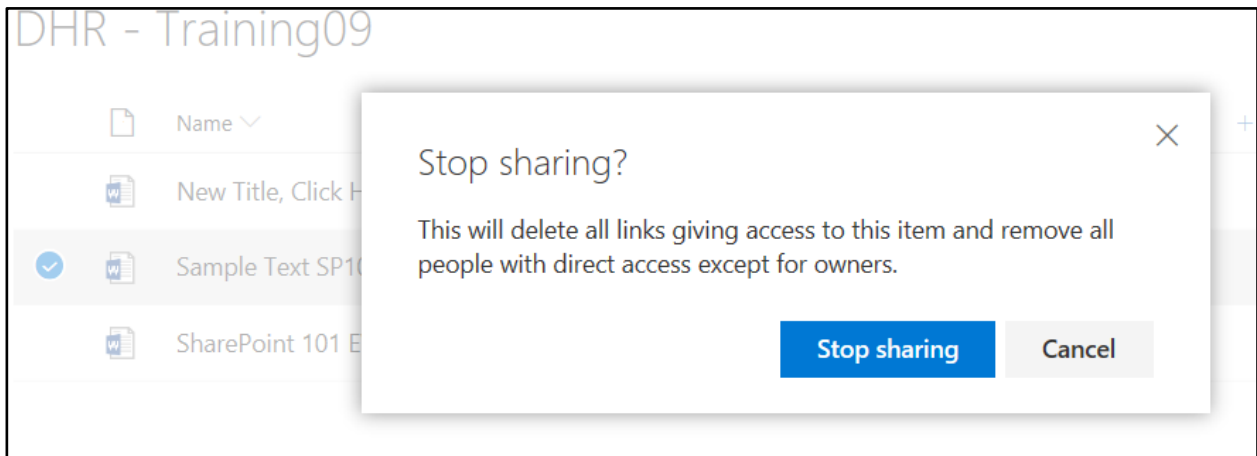 DHR - Training09
Name
New Title, Click
Stop sharing?
This will delete all links giving access to this item and remove all
people with direct access except for owners.
Sample Text
SharePoint 101
Stop sharing
Cancel